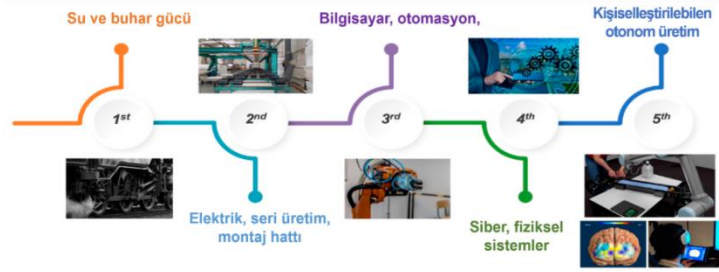 Su ve buhar gücü
Bilgisayar, otomasyon,
Kişiselleştirilebilen
otonom üretim
1st
2nd
3rd
4th
5th
Elektrik, seri üretim,
montaj hattı
Siber, fiziksel
sistemler